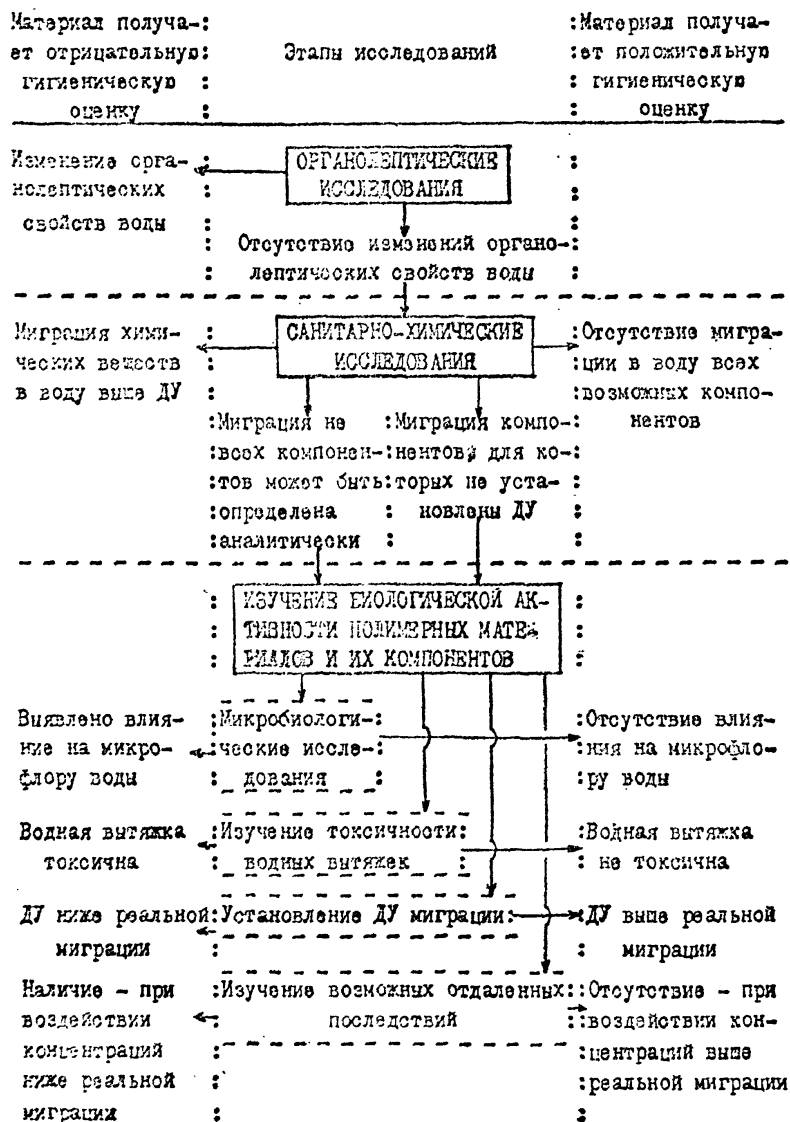 Материал получа-
ет отрицательную
гигиеническую
оценку
Этапы исследований
Материал получа-
ет положительную
гигиеническую
оценку
Изменение орга-
нолептических
свойств воды
ОРГАНОЛЕПТИЧЕСКИЕ
ИССЛЕДОВАНИЯ
Отсутствие изменений органо-
лептических свойств воды
Миграция хими-
ческих веществ
в воду выше ДУ
САНИТАРНО-ХИМИЧЕСКИЕ
ИССЛЕДОВАНИЯ
Отсутствие мигра-
ции в воду всех
возможных компо-
нентов
Миграция не
всех компонен-
тов может быть
определена
аналитически
Миграция компо-
нентов, для ко-
торых не уста-
новлены ДУ
ИЗУЧЕНИЕ БИОЛОГИЧЕСКОЙ АК-
ТИВНОСТИ ПОЛИМЕРНЫХ МАТЕ-
РИАЛОВ И ИХ КОМПОНЕНТОВ
Выявлено влия-
ние на микро-
флору воды
Микробиологи-
ческие иссле-
дования
Отсутствие влия-
ния на микрофло-
ру воды
Водная вытяжка
токсична
Изучение токсичности
водных вытяжек
Водная вытяжка
не токсична
ДУ ниже реальной
миграции
Установление ДУ миграции
ДУ выше реальной
миграции
Наличие - при
воздействии
концентраций
ниже реальной
миграции
Изучение возможных отдаленных
последствий
Отсутствие - при
воздействии кон-
центраций выше
реальной миграции